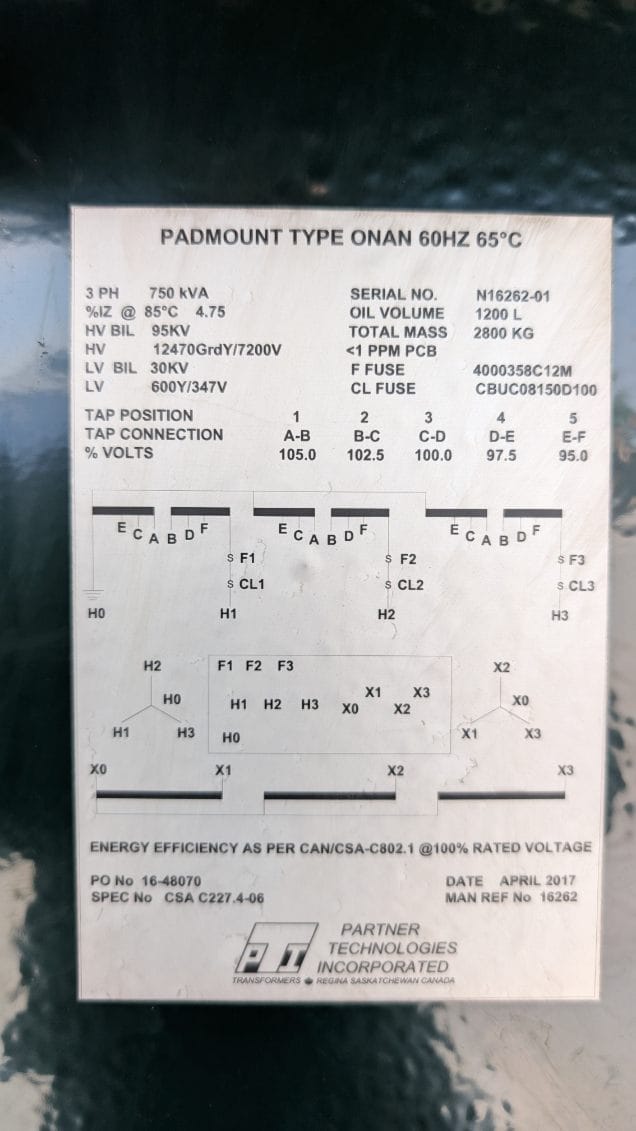 PADMOUNT TYPE ONAN 60HZ 65°C
3 PH 750 kVA
%IZ @ 85°C 4.75
HV BIL 95KV
HV 12470GrdY/7200V
LV BIL 30KV
LV 600Y/347V
SERIAL NO. N16262-01
OIL VOLUME 1200 L
TOTAL MASS 2800 KG
<1 PPM PCB
F FUSE 4000358C12M
CL FUSE CBUC08150D100
TAP POSITION 1 2 3 4 5
TAP CONNECTION A-B B-C C-D D-E E-F
% VOLTS 105.0 102.5 100.0 97.5 95.0
E C A B D F E C A B D F E C A B D F
S F1 S F2 S F3
S CL1 S CL2 S CL3
H0 H1 H2 H3
H2
H0
H1 H3
F1 F2 F3
H1 H2 H3 X0 X1 X2 X3
H0
X2
X0
X1 X3
X0 X1 X2 X3
ENERGY EFFICIENCY AS PER CAN/CSA-C802.1 @100% RATED VOLTAGE
PO No 16-48070
SPEC No CSA C227.4-06
DATE APRIL 2017
MAN REF No 16262
PTI
PARTNER
TECHNOLOGIES
INCORPORATED
TRANSFORMERS REGINA SASKATCHEWAN CANADA